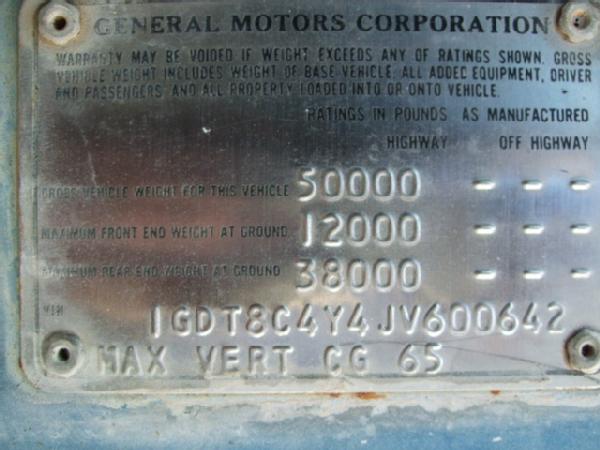 GENERAL MOTORS CORPORATION
WARRANTY MAY BE VOIDED IF WEIGHT EXCEEDS ANY OF RATINGS SHOWN. GROSS
VEHICLE WEIGHT INCLUDES WEIGHT OF BASE VEHICLE, ALL ADDED EQUIPMENT, DRIVER
AND PASSENGERS AND ALL PROPERTY LOADED INTO OR ONTO VEHICLE.
RATINGS IN POUNDS AS MANUFACTURED
HIGHWAY OFF HIGHWAY
GROSS VEHICLE WEIGHT FOR THIS VEHICLE 50000 - - -
MAXIMUM FRONT END WEIGHT AT GROUND 12000 - - -
MAXIMUM REAR END WEIGHT AT GROUND 38000 - - -
VIN 1GDT8C4Y4JV600642
MAX VERT CG 65